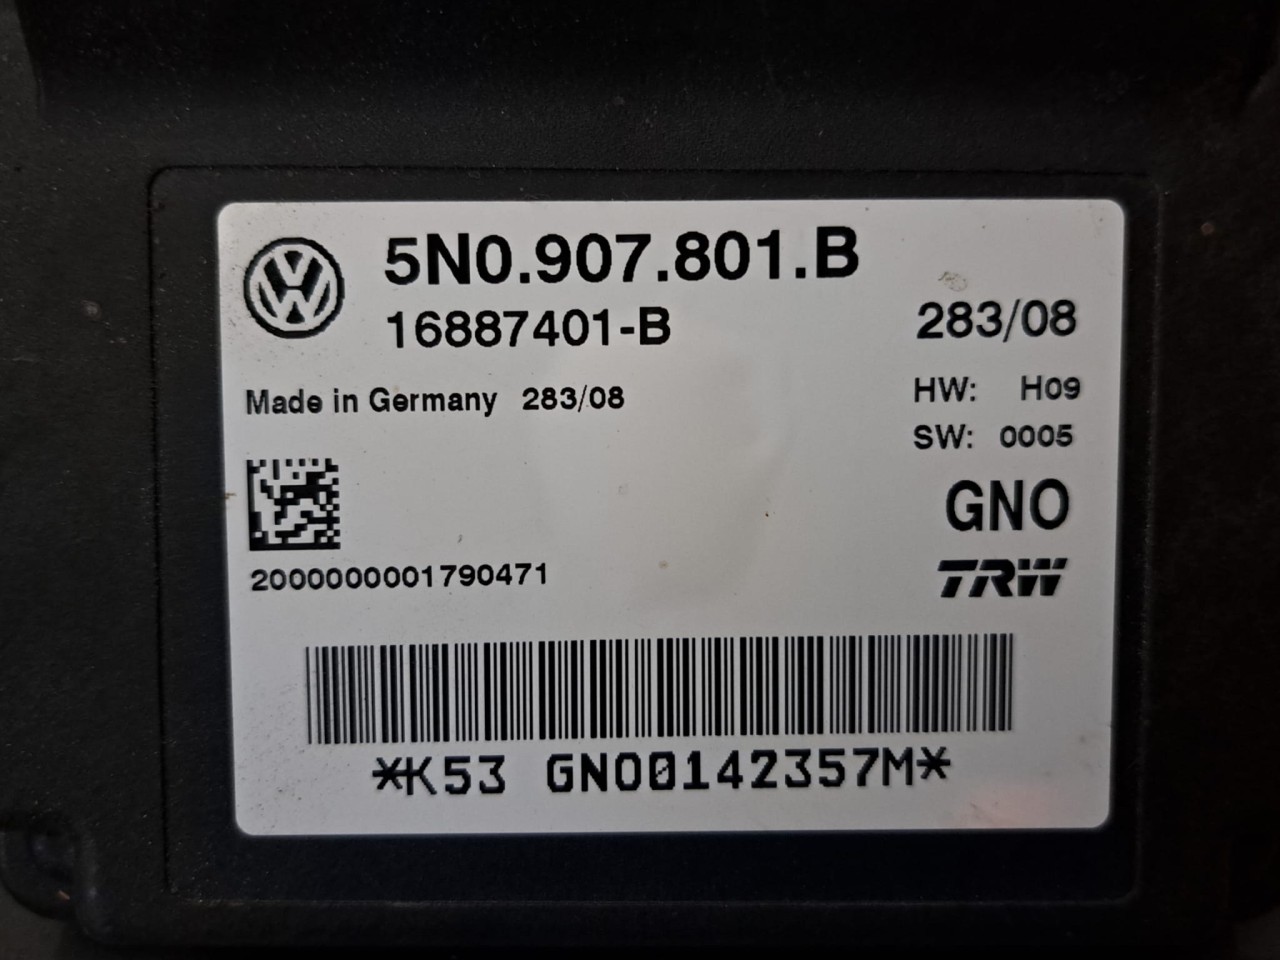 5N0.907.801.B
16887401-B
283/08
Made in Germany 283/08
HW: H09
SW: 0005
GNO
2000000001790471
TRW
*K53 GNO0142357M*